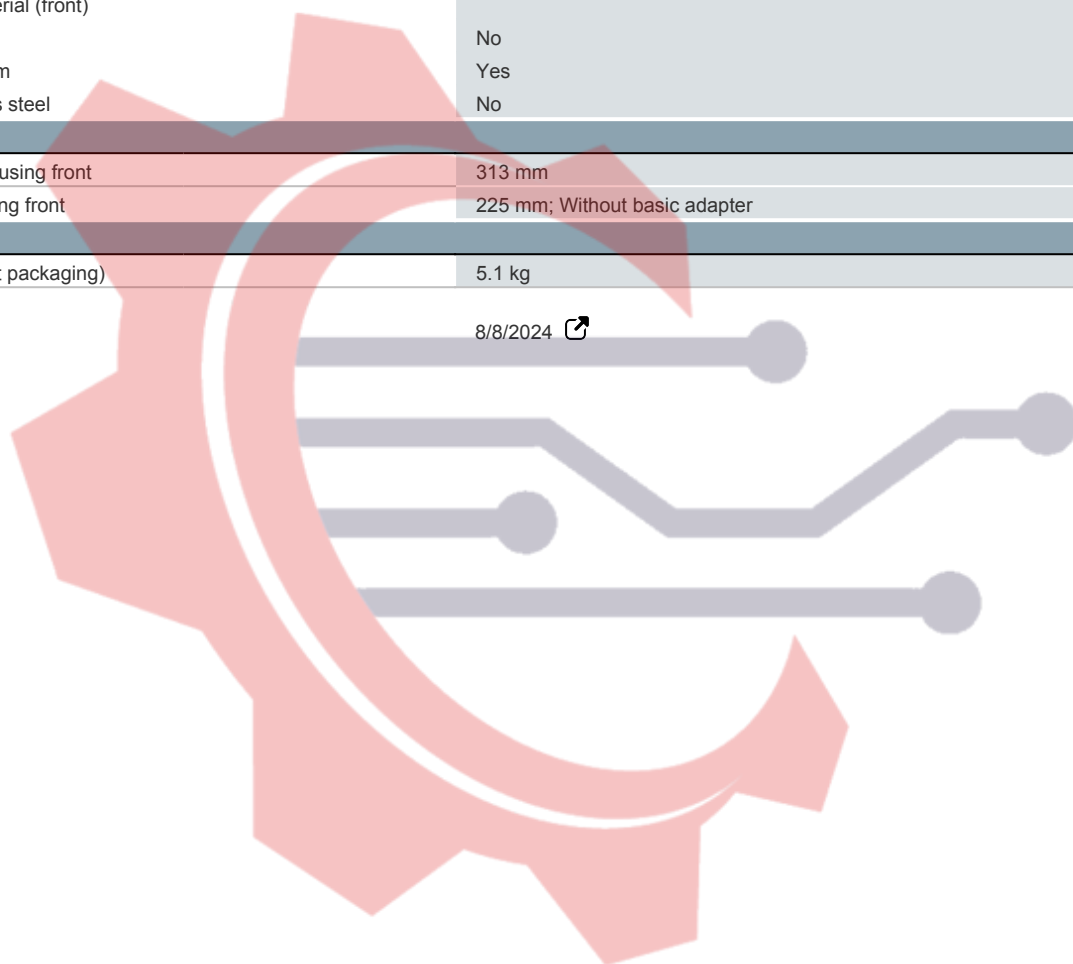 erial (front)
No
m Yes
s steel No
using front 313 mm
ng front 225 mm; Without basic adapter
t packaging) 5.1 kg
8/8/2024